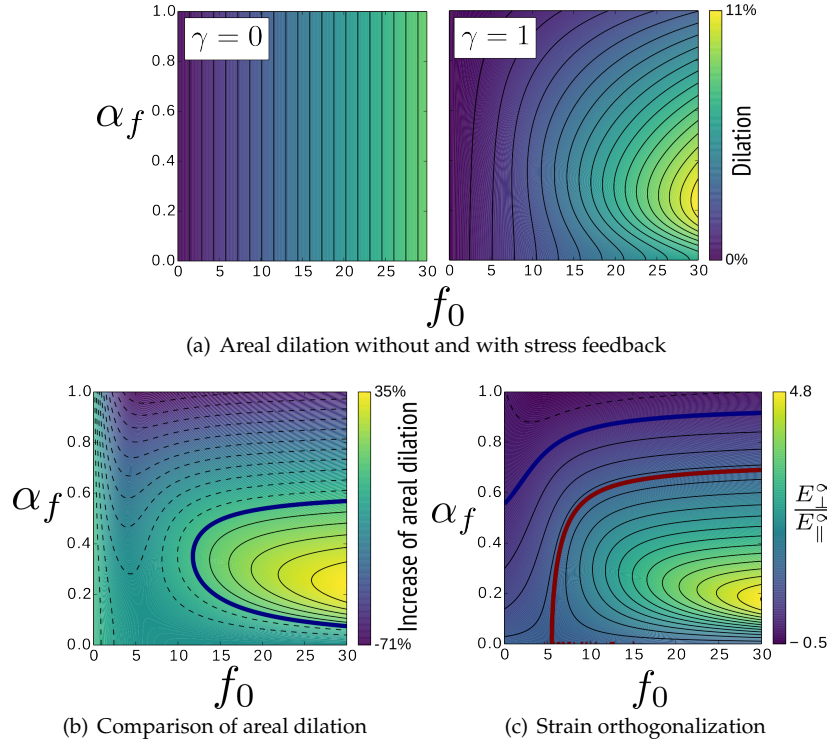 γ = 0
γ = 1
11%
Dilation
0%
α_f
1.0
0.8
0.6
0.4
0.2
0.0
0 5 10 15 20 25 30
0 5 10 15 20 25 30
f_0
(a) Areal dilation without and with stress feedback
α_f
1.0
0.8
0.6
0.4
0.2
0.0
0 5 10 15 20 25 30
f_0
35%
Increase of areal dilation
-71%
(b) Comparison of areal dilation
α_f
1.0
0.8
0.6
0.4
0.2
0.0
0 5 10 15 20 25 30
f_0
4.8
−0.5
(c) Strain orthogonalization